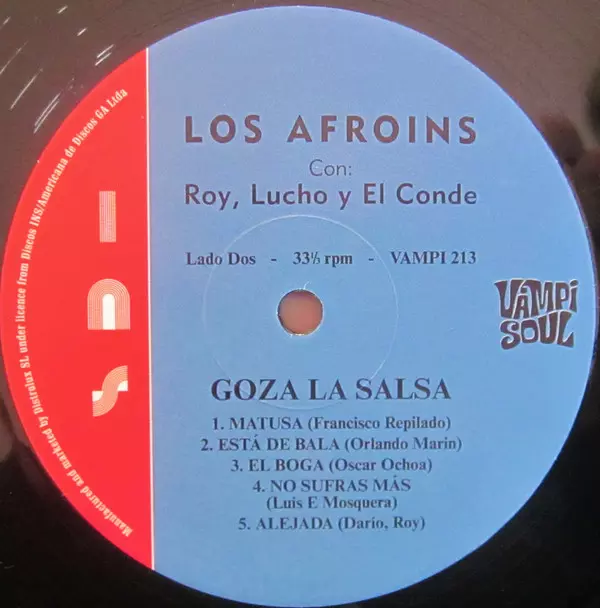 LOS AFROINS
Con:
Roy, Lucho y El Conde
Lado Dos - 33⅓ rpm - VAMPI 213
VAMPI
SOUL
GOZA LA SALSA
1. MATUSA (Francisco Repilado)
2. ESTÁ DE BALA (Orlando Marin)
3. EL BOGA (Oscar Ochoa)
4. NO SUFRAS MÁS
(Luis E Mosquera)
5. ALEJADA (Darío, Roy)
INS
Manufactured and marketed by Distrolux SL under licence from Discos INS/Americana de Discos GA Ltda